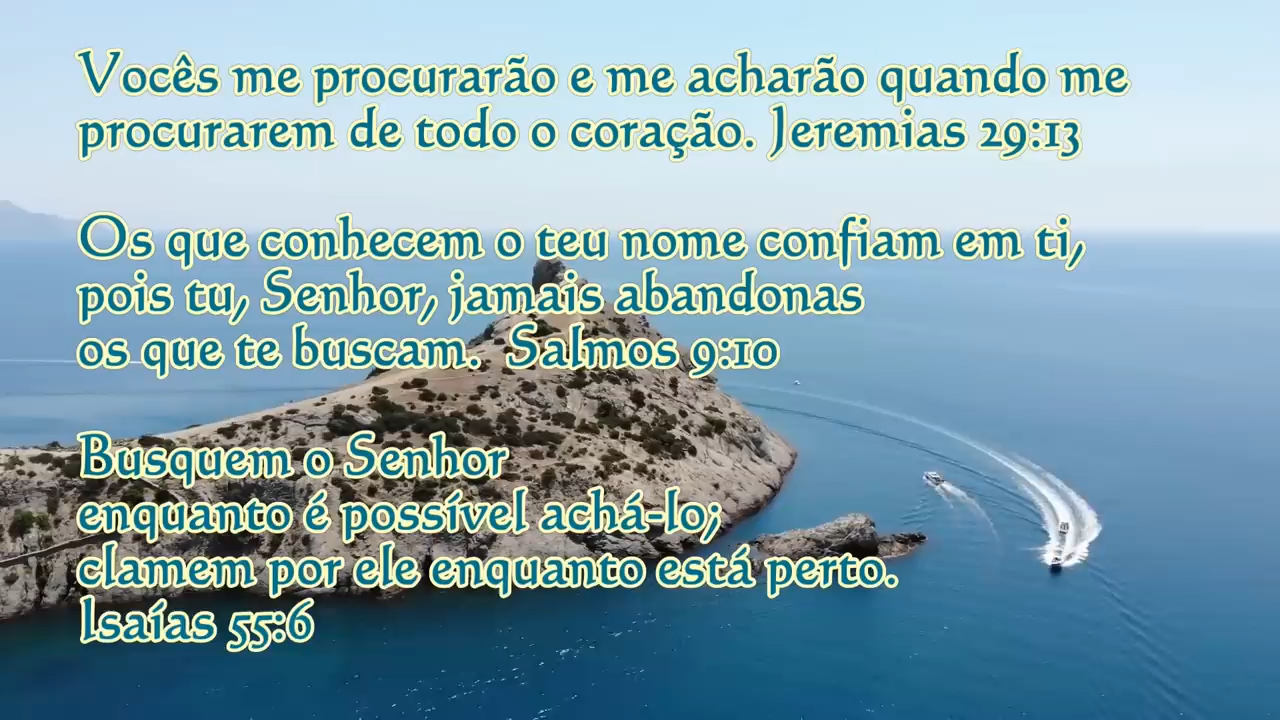 Vocês me procurarão e me acharão quando me
procurarem de todo o coração. Jeremias 29:13
Os que conhecem o teu nome confiam em ti,
pois tu, Senhor, jamais abandonas
os que te buscam. Salmos 9:10
Busquem o Senhor
enquanto é possível achá-lo;
clamem por ele enquanto está perto.
Isaías 55:6